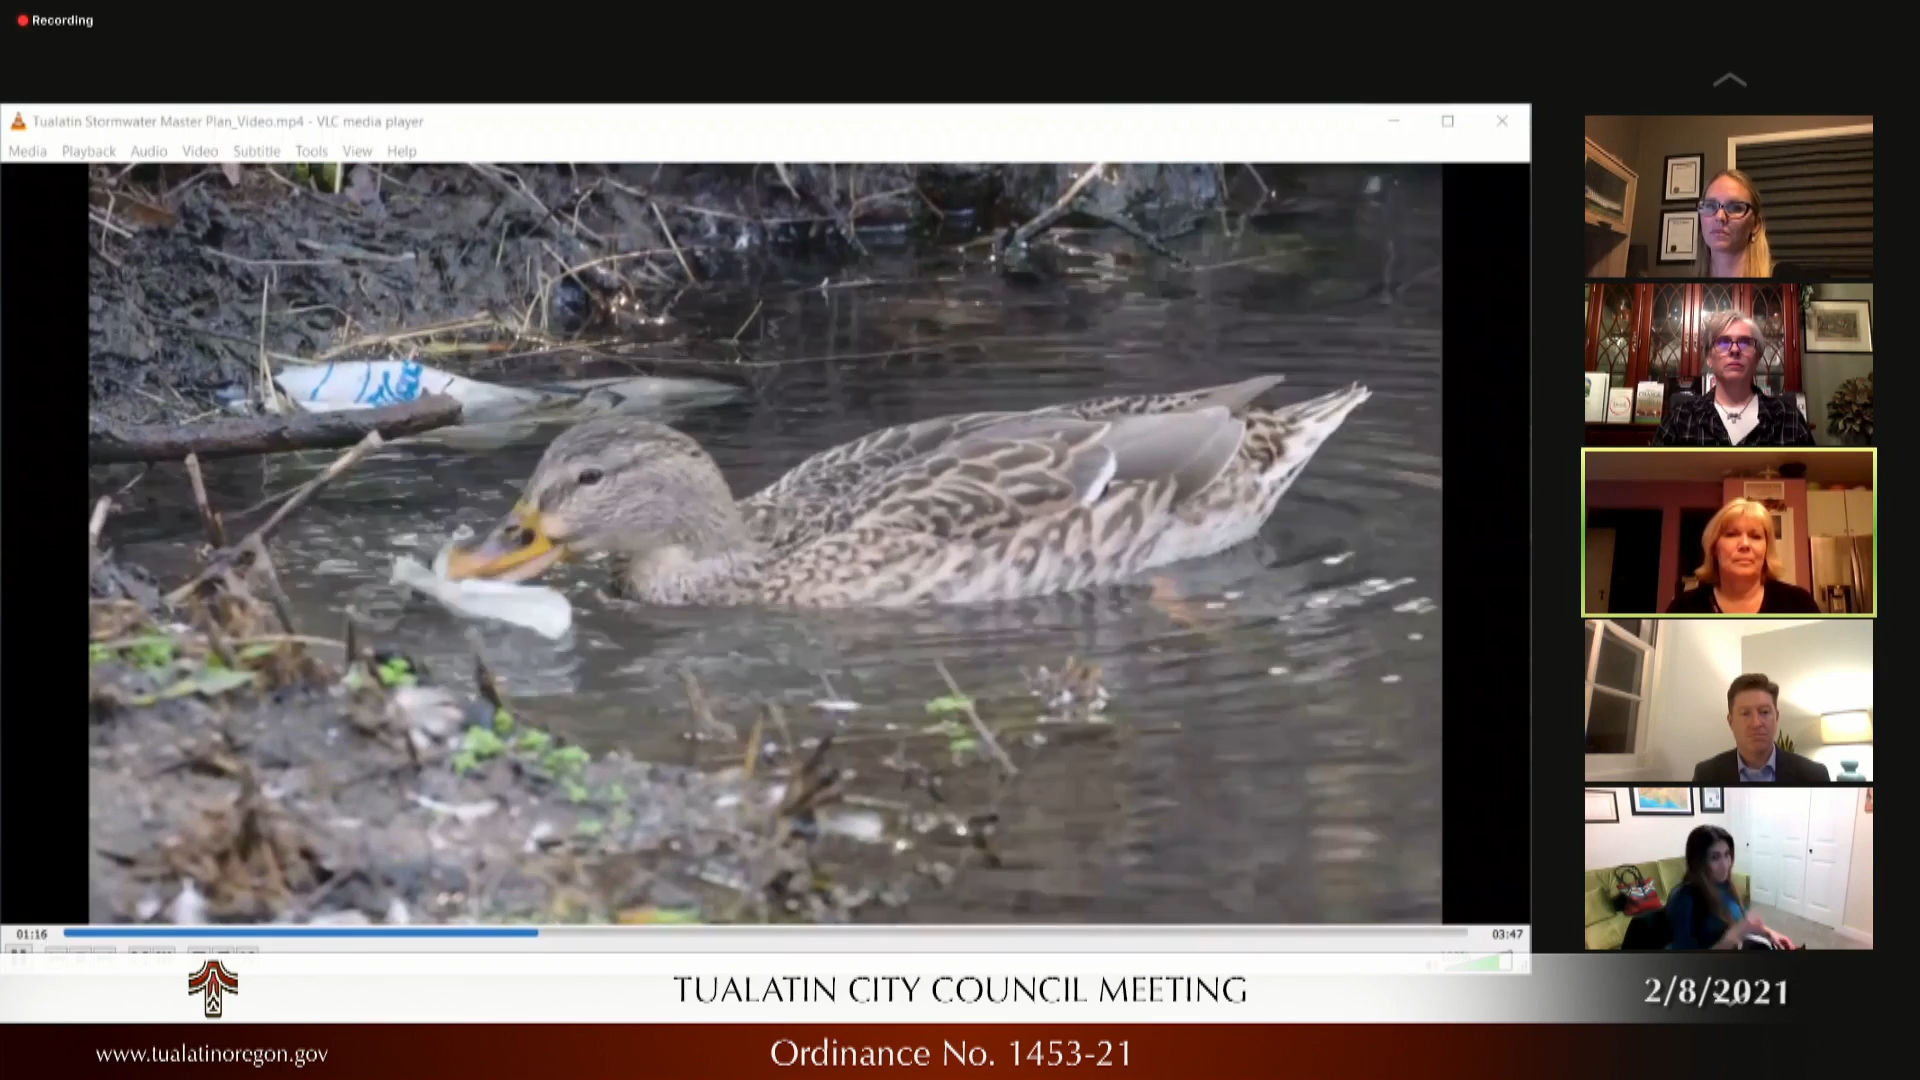 Recording
Tualatin Stormwater Master Plan_Video.mp4 - VLC media player
Media Playback Audio Video Subtitle Tools View Help
01:16
03:47
TUALATIN CITY COUNCIL MEETING
2/8/2021
www.tualatinoregon.gov
Ordinance No. 1453-21